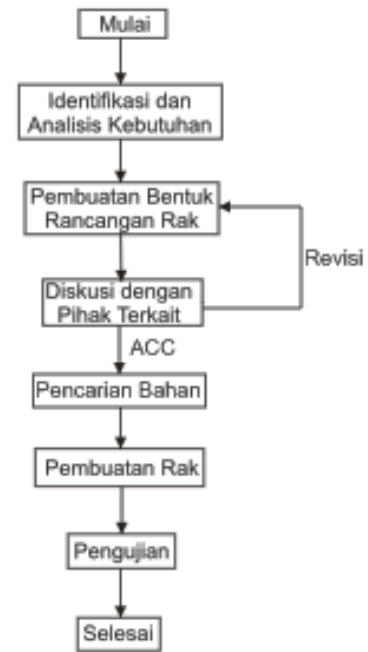 Mulai
Identifikasi dan
Analisis Kebutuhan
Pembuatan Bentuk
Rancangan Rak
Revisi
Diskusi dengan
Pihak Terkait
ACC
Pencarian Bahan
Pembuatan Rak
Pengujian
Selesai